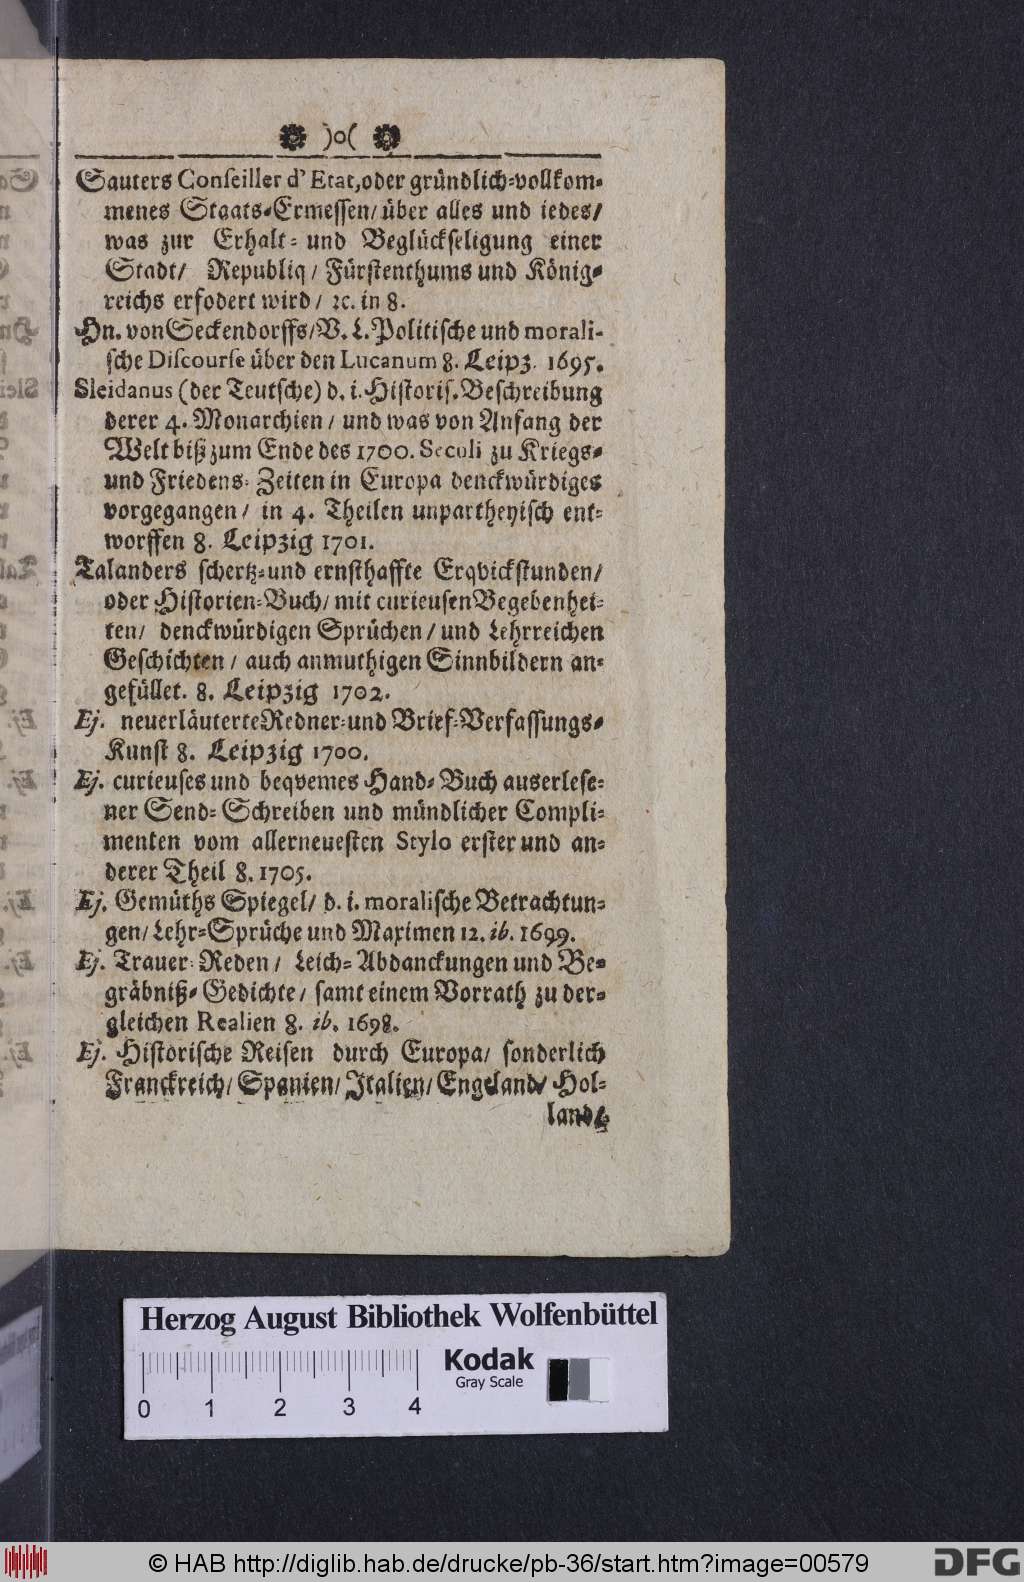 )o(
Sauters Conseiller d' Etat, oder gründlich-vollkom-
menes Staats-Ermessen/ über alles und iedes/
was zur Erhalt- und Beglückseligung einer
Stadt/ Republiq/ Fürstenthums und König-
reichs erfodert wird/ ꝛc. in 8.
Hn. von Seckendorffs/ V. L. Politische und morali-
sche Discourse über den Lucanum 8. Leipz. 1695.
Sleidanus (der Teutsche) d. i. Historis. Beschreibung
derer 4. Monarchien/ und was von Anfang der
Welt biß zum Ende des 1700. Seculi zu Kriegs-
und Friedens-Zeiten in Europa denckwürdiges
vorgegangen/ in 4. Theilen unpartheyisch ent-
worffen 8. Leipzig 1701.
Talanders schertz- und ernsthaffte Erqvickstunden/
oder Historien-Buch/ mit curieusen Begebenhei-
ten/ denckwürdigen Sprüchen/ und Lehrreichen
Geschichten/ auch anmuthigen Sinnbildern an-
gefüllet. 8. Leipzig 1702.
Ej. neuerläuterte Redner- und Brief-Verfassungs-
Kunst 8. Leipzig 1700.
Ej. curieuses und beqvemes Hand-Buch auserlese-
ner Send-Schreiben und mündlicher Compli-
menten vom allerneuesten Stylo erster und an-
derer Theil 8. 1705.
Ej. Gemüths Spiegel/ d. i. moralische Betrachtun-
gen/ Lehr-Sprüche und Maximen 12. ib. 1699.
Ej. Trauer-Reden/ Leich-Abdanckungen und Be-
gräbniß-Gedichte/ samt einem Vorrath zu der-
gleichen Realien 8. ib. 1698.
Ej. Historische Reisen durch Europa/ sonderlich
Franckreich/ Spanien/ Italien/ Engeland/ Hol-
land/
Herzog August Bibliothek Wolfenbüttel
Kodak
Gray Scale
0 1 2 3 4
© HAB http://diglib.hab.de/drucke/pb-36/start.htm?image=00579
DFG